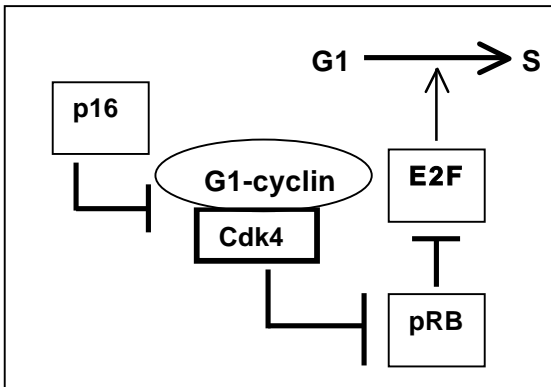 G1 S
p16
G1-cyclin
E2F
Cdk4
pRB